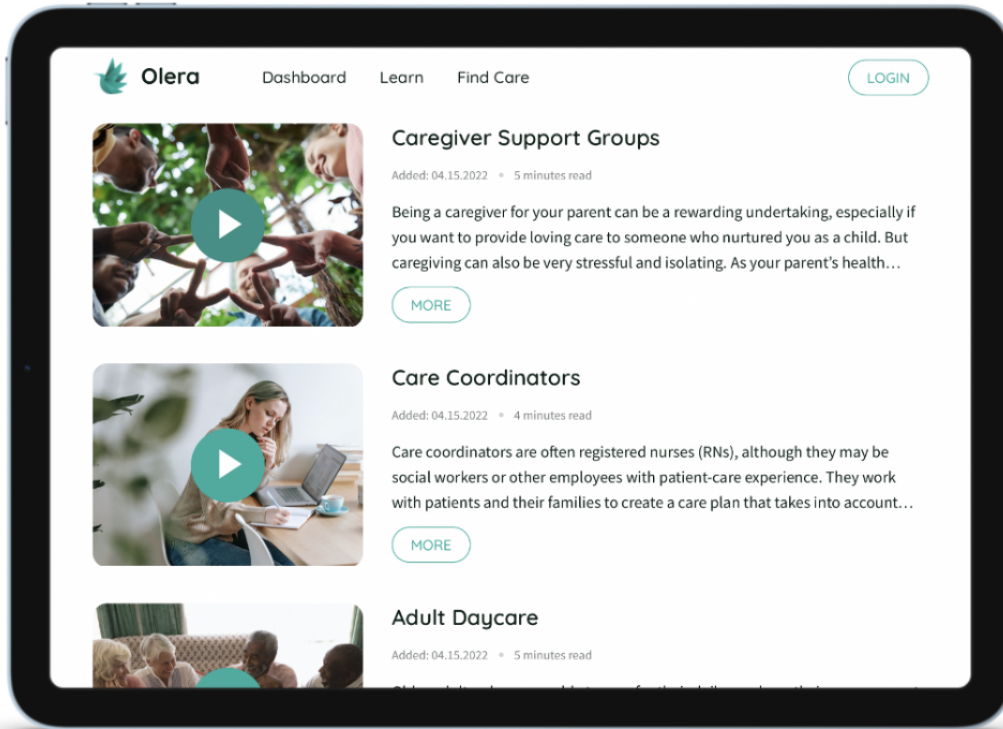 Olera
Dashboard
Learn
Find Care
LOGIN
Caregiver Support Groups
Added: 04.15.2022 • 5 minutes read
Being a caregiver for your parent can be a rewarding undertaking, especially if
you want to provide loving care to someone who nurtured you as a child. But
caregiving can also be very stressful and isolating. As your parent’s health…
MORE
Care Coordinators
Added: 04.15.2022 • 4 minutes read
Care coordinators are often registered nurses (RNs), although they may be
social workers or other employees with patient-care experience. They work
with patients and their families to create a care plan that takes into account…
MORE
Adult Daycare
Added: 04.15.2022 • 5 minutes read